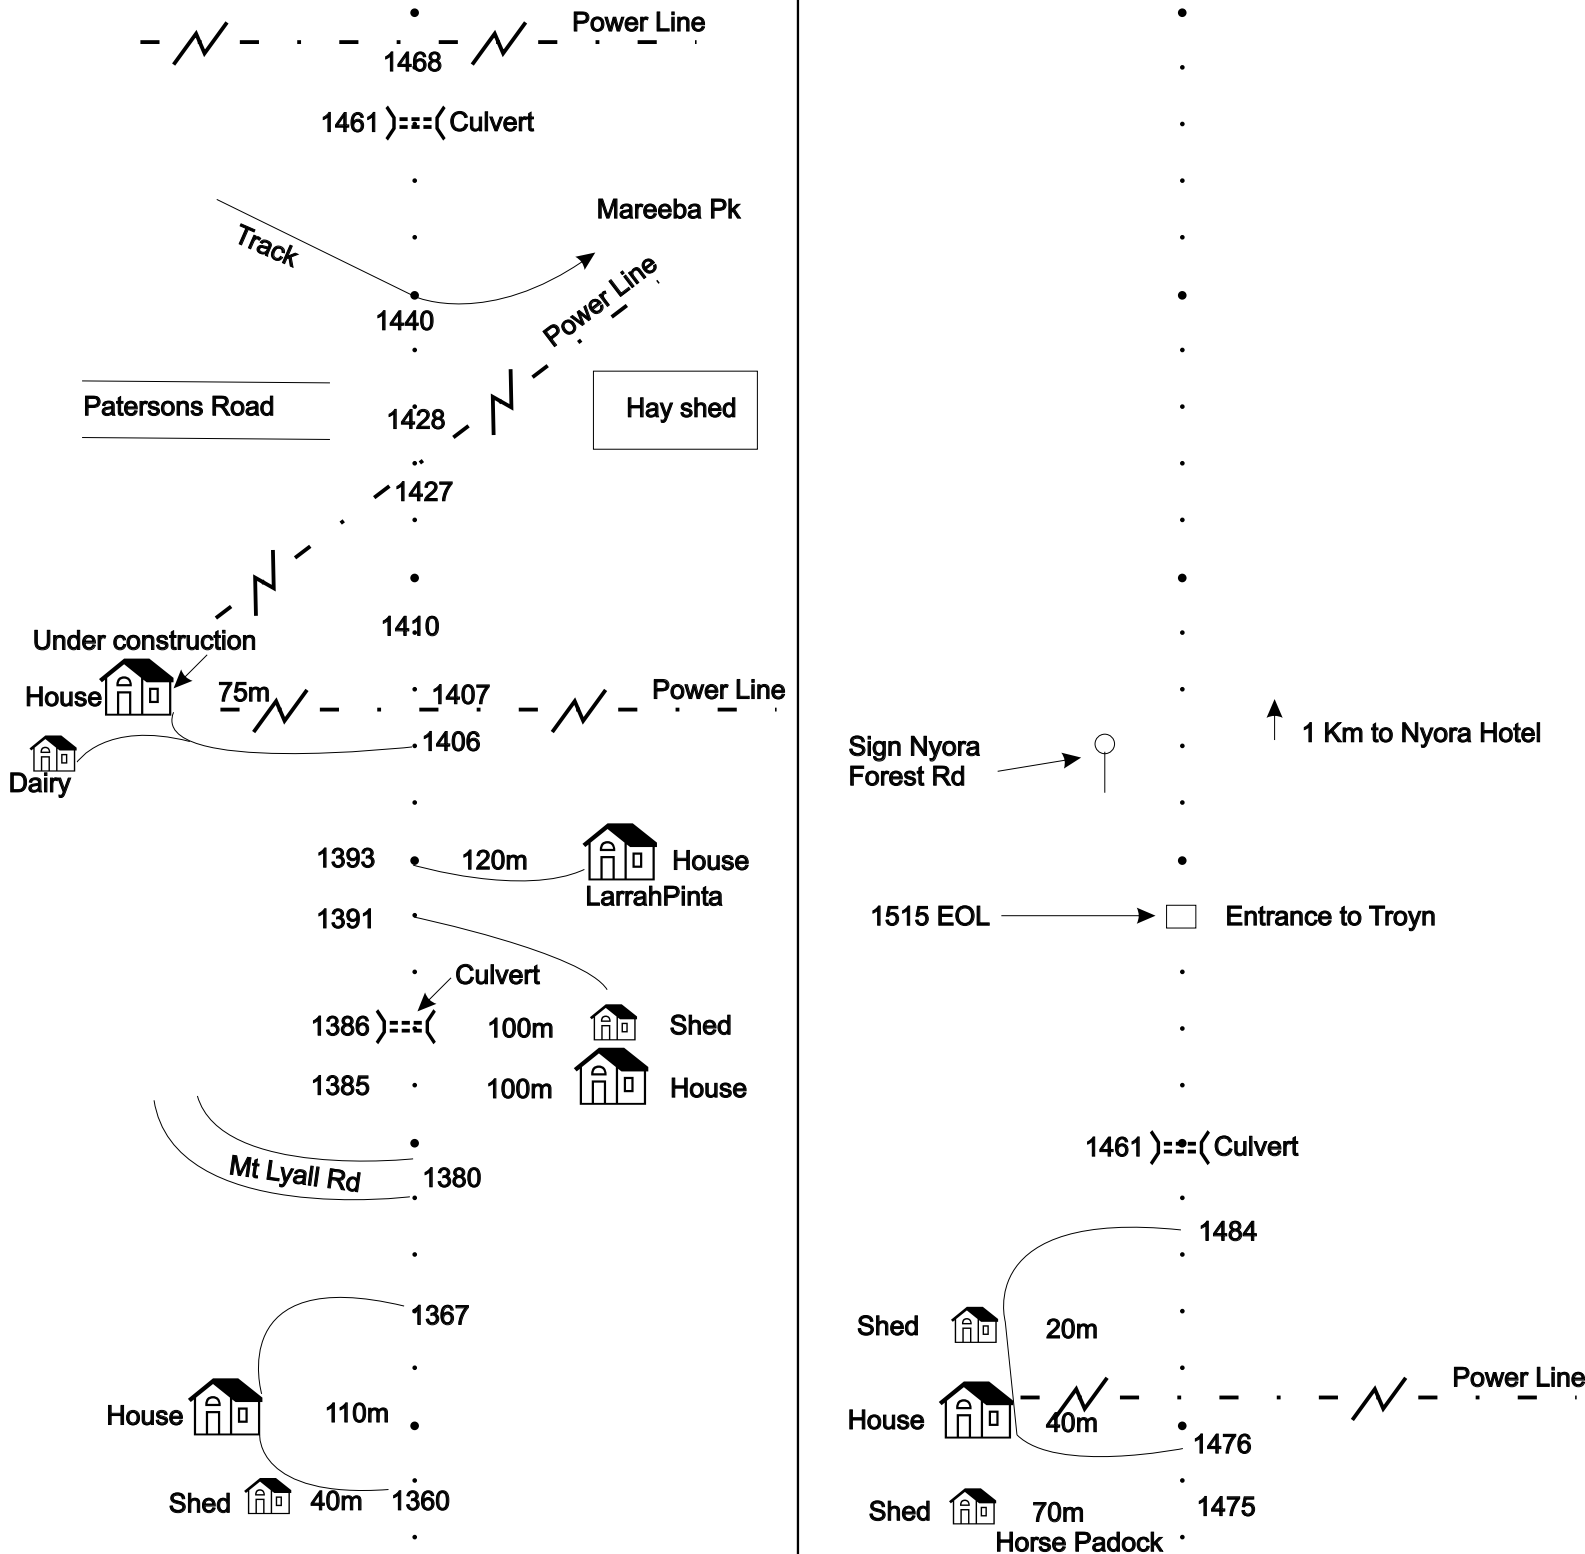 Power Line
1468
1461 Culvert
Mareeba Pk
Track
Power Line
1440
Patersons Road
1428
Hay shed
1427
1410
Under construction
House
75m
1407
Power Line
1406
Dairy
1393
120m
House
LarrahPinta
1391
Culvert
1386
100m
Shed
1385
100m
House
Mt Lyall Rd
1380
1367
House
110m
Shed
40m
1360
Sign Nyora
Forest Rd
1 Km to Nyora Hotel
1515 EOL
Entrance to Troyn
1461 Culvert
1484
Shed
20m
Power Line
House
40m
1476
Shed
70m
1475
Horse Padock